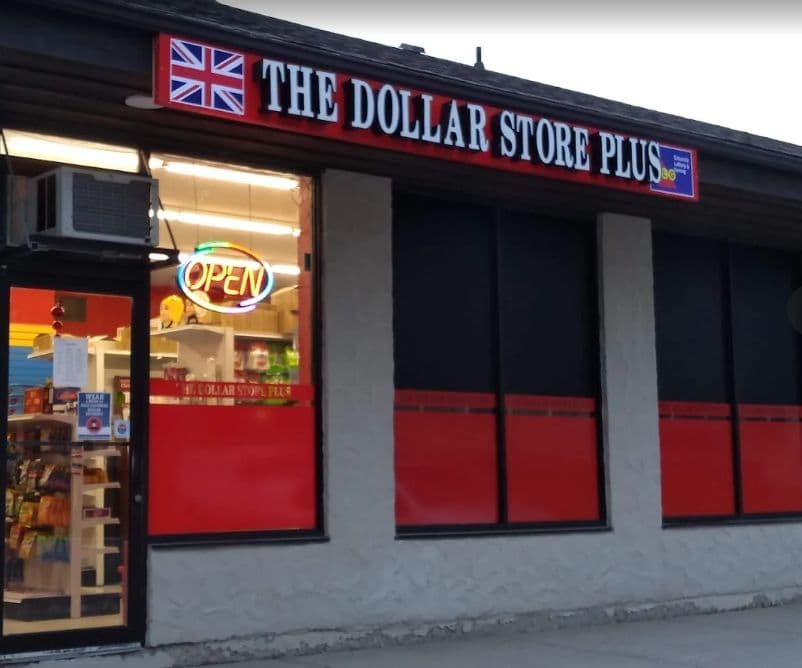 THE DOLLAR STORE PLUS
OPEN
THE DOLLAR STORE PLUS
WEAR